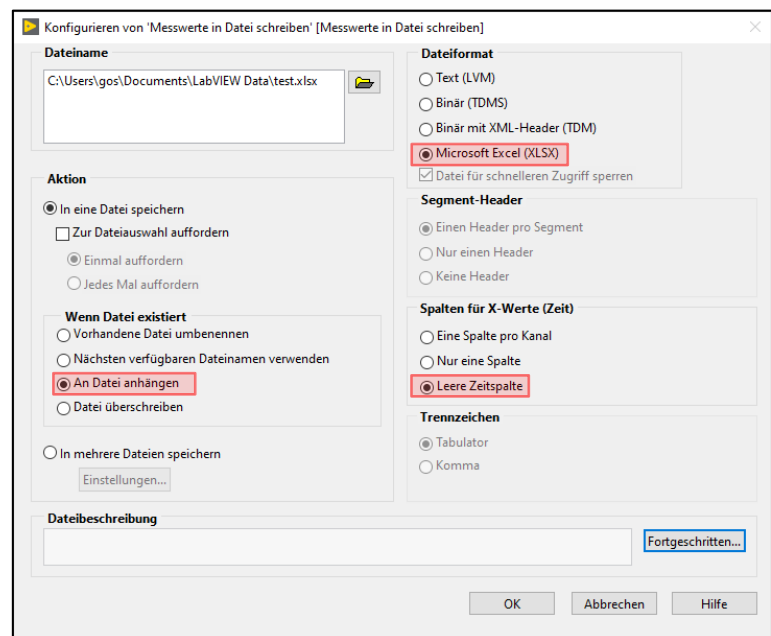 Konfigurieren von 'Messwerte in Datei schreiben' [Messwerte in Datei schreiben]
Dateiname
C:\Users\gos\Documents\LabVIEW Data\test.xlsx
Aktion
In eine Datei speichern
Zur Dateiauswahl auffordern
Einmal auffordern
Jedes Mal auffordern
Wenn Datei existiert
Vorhandene Datei umbenennen
Nächsten verfügbaren Dateinamen verwenden
An Datei anhängen
Datei überschreiben
In mehrere Dateien speichern
Einstellungen...
Dateiformat
Text (LVM)
Binär (TDMS)
Binär mit XML-Header (TDM)
Microsoft Excel (XLSX)
Datei für schnelleren Zugriff sperren
Segment-Header
Einen Header pro Segment
Nur einen Header
Keine Header
Spalten für X-Werte (Zeit)
Eine Spalte pro Kanal
Nur eine Spalte
Leere Zeitspalte
Trennzeichen
Tabulator
Komma
Dateibeschreibung
Fortgeschritten...
OK
Abbrechen
Hilfe